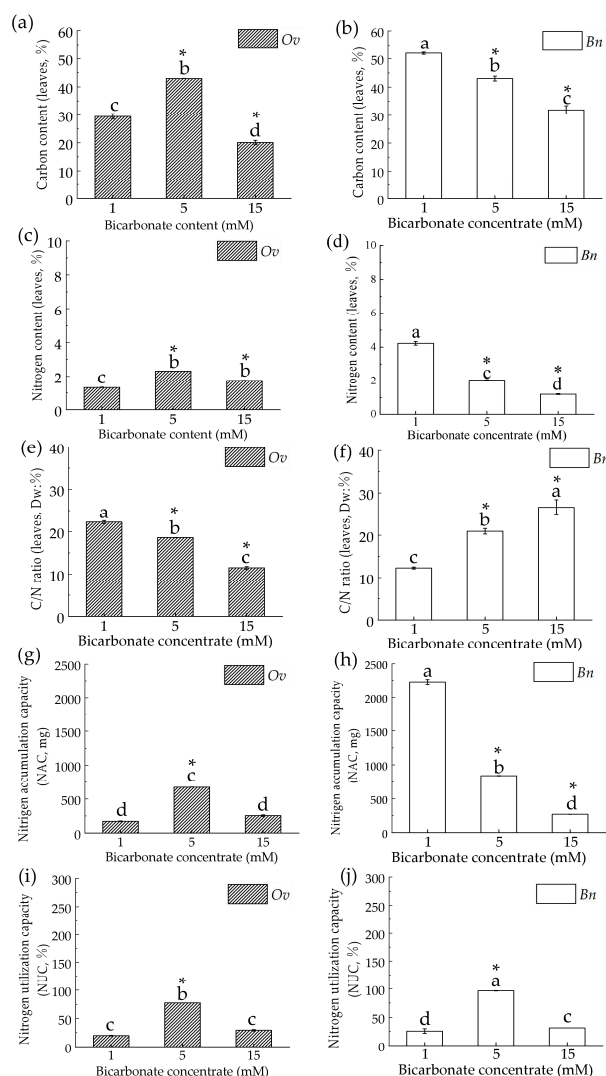 (a)
60
50
40
30
20
10
0
Carbon content (leaves, %)
Ov
c
*
b
*
d
1 5 15
Bicarbonate content (mM)
(b)
60
50
40
30
20
10
0
Carbon content (leaves, %)
Bn
a
*
b
*
c
1 5 15
Bicarbonate concentrate (mM)
(c)
10
8
6
4
2
0
Nitrogen content (leaves, %)
Ov
c
*
b
*
b
1 5 15
Bicarbonate content (mM)
(d)
10
8
6
4
2
0
Nitrogen content (leaves, %)
Bn
a
*
c
*
d
1 5 15
Bicarbonate concentrate (mM)
(e)
40
30
20
10
0
C/N ratio (leaves, Dw:%)
Ov
a
*
b
*
c
1 5 15
Bicarbonate concentrate (mM)
(f)
40
30
20
10
0
C/N ratio (leaves, Dw:%)
Bn
c
*
b
*
a
1 5 15
Bicarbonate concentrate (mM)
(g)
2500
2000
1500
1000
500
0
Nitrigen accumulation capacity
(NAC, mg)
Ov
d
*
c
d
1 5 15
Bicarbonate concentrate (mM)
(h)
2500
2000
1500
1000
500
0
Nitrigen accumulation capacity
(NAC, mg)
Bn
a
*
b
*
d
1 5 15
Bicarbonate concentrate (mM)
(i)
300
200
150
100
50
0
Nitrogen utilization capacity
(NUC, %)
Ov
c
*
b
c
1 5 15
Bicarbonate concentrate (mM)
(j)
300
200
150
100
50
0
Nitrogen utilization capacity
(NUC, %)
Bn
d
*
a
c
1 5 15
Bicarbonate concentrate (mM)